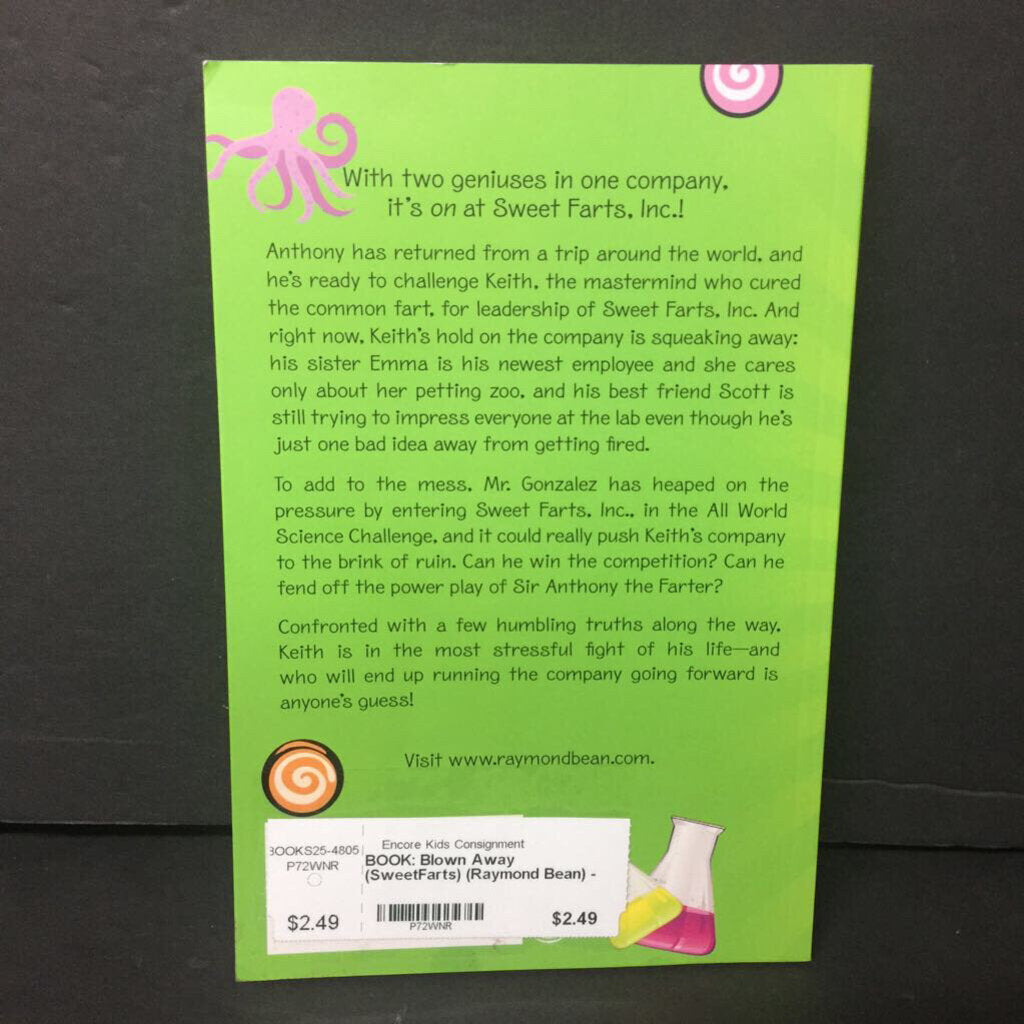 With two geniuses in one company,
it's on at Sweet Farts, Inc.!
Anthony has returned from a trip around the world, and
he's ready to challenge Keith, the mastermind who cured
the common fart, for leadership of Sweet Farts, Inc. And
right now, Keith's hold on the company is squeaking away:
his sister Emma is his newest employee and she cares
only about her petting zoo, and his best friend Scott is
still trying to impress everyone at the lab even though he's
just one bad idea away from getting fired.
To add to the mess, Mr. Gonzalez has heaped on the
pressure by entering Sweet Farts, Inc., in the All World
Science Challenge, and it could really push Keith's company
to the brink of ruin. Can he win the competition? Can he
fend off the power play of Sir Anthony the Farter?
Confronted with a few humbling truths along the way,
Keith is in the most stressful fight of his life—and
who will end up running the company going forward is
anyone's guess!
Visit www.raymondbean.com.
BOOKS25-4805
P72WNR
$2.49
Encore Kids Consignment
BOOK: Blown Away
(SweetFarts) (Raymond Bean) -
P72WNR
$2.49